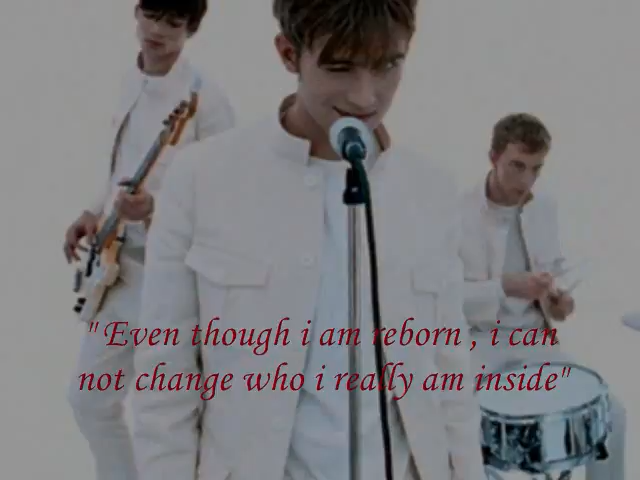 "Even though i am reborn , i can
not change who i really am inside"